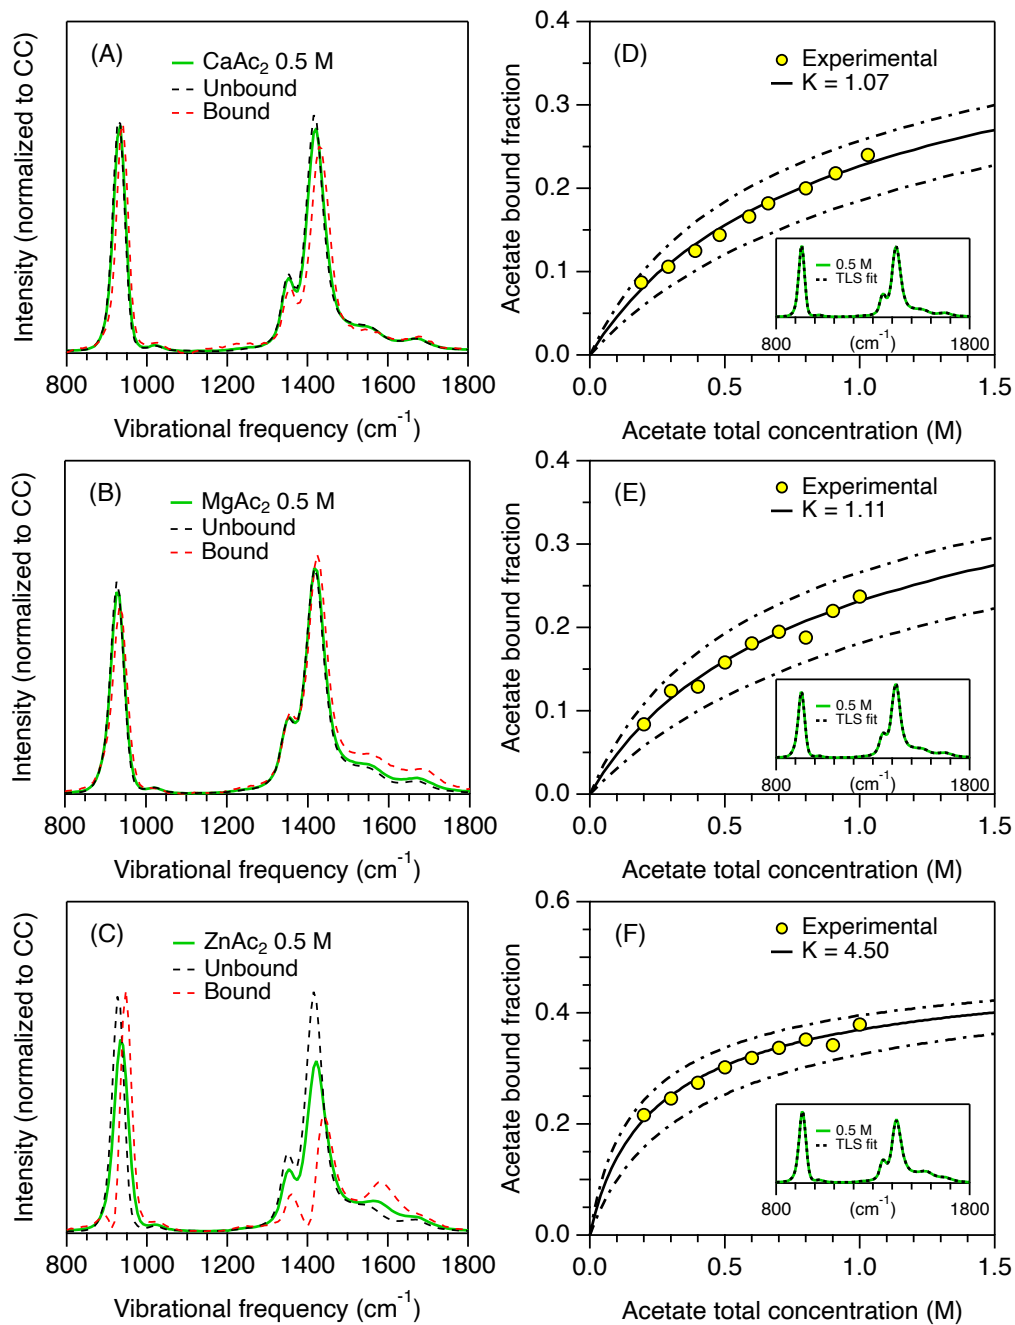 (A)
CaAc2 0.5 M
Unbound
Bound
Intensity (normalized to CC)
800 1000 1200 1400 1600 1800
Vibrational frequency (cm-1)
(D)
Experimental
K = 1.07
Acetate bound fraction
0.4
0.3
0.2
0.1
0.0
0.5 M
TLS fit
800 (cm-1) 1800
0.0 0.5 1.0 1.5
Acetate total concentration (M)
(B)
MgAc2 0.5 M
Unbound
Bound
Intensity (normalized to CC)
800 1000 1200 1400 1600 1800
Vibrational frequency (cm-1)
(E)
Experimental
K = 1.11
Acetate bound fraction
0.4
0.3
0.2
0.1
0.0
0.5 M
TLS fit
800 (cm-1) 1800
0.0 0.5 1.0 1.5
Acetate total concentration (M)
(C)
ZnAc2 0.5 M
Unbound
Bound
Intensity (normalized to CC)
800 1000 1200 1400 1600 1800
Vibrational frequency (cm-1)
(F)
Experimental
K = 4.50
Acetate bound fraction
0.6
0.4
0.2
0.0
0.5 M
TLS fit
800 (cm-1) 1800
0.0 0.5 1.0 1.5
Acetate total concentration (M)